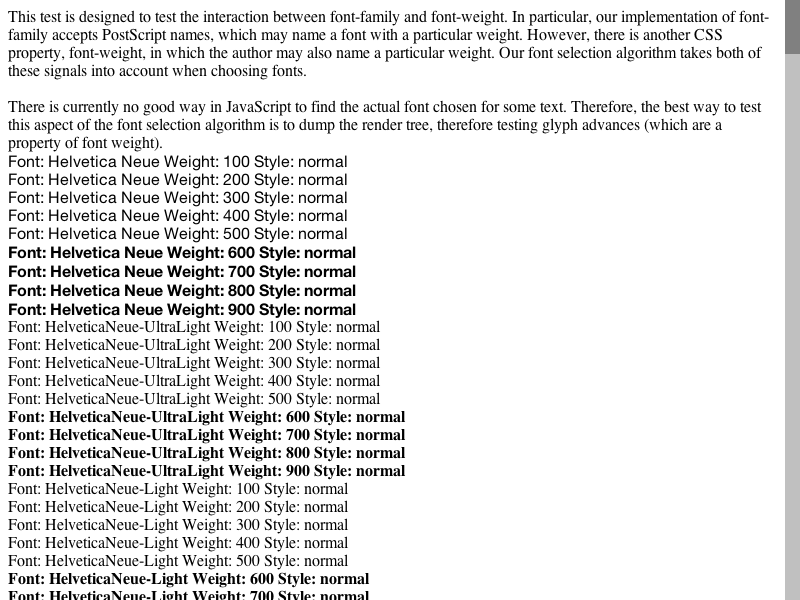 This test is designed to test the interaction between font-family and font-weight. In particular, our implementation of font-
family accepts PostScript names, which may name a font with a particular weight. However, there is another CSS
property, font-weight, in which the author may also name a particular weight. Our font selection algorithm takes both of
these signals into account when choosing fonts.
There is currently no good way in JavaScript to find the actual font chosen for some text. Therefore, the best way to test
this aspect of the font selection algorithm is to dump the render tree, therefore testing glyph advances (which are a
property of font weight).
Font: Helvetica Neue Weight: 100 Style: normal
Font: Helvetica Neue Weight: 200 Style: normal
Font: Helvetica Neue Weight: 300 Style: normal
Font: Helvetica Neue Weight: 400 Style: normal
Font: Helvetica Neue Weight: 500 Style: normal
Font: Helvetica Neue Weight: 600 Style: normal
Font: Helvetica Neue Weight: 700 Style: normal
Font: Helvetica Neue Weight: 800 Style: normal
Font: Helvetica Neue Weight: 900 Style: normal
Font: HelveticaNeue-UltraLight Weight: 100 Style: normal
Font: HelveticaNeue-UltraLight Weight: 200 Style: normal
Font: HelveticaNeue-UltraLight Weight: 300 Style: normal
Font: HelveticaNeue-UltraLight Weight: 400 Style: normal
Font: HelveticaNeue-UltraLight Weight: 500 Style: normal
Font: HelveticaNeue-UltraLight Weight: 600 Style: normal
Font: HelveticaNeue-UltraLight Weight: 700 Style: normal
Font: HelveticaNeue-UltraLight Weight: 800 Style: normal
Font: HelveticaNeue-UltraLight Weight: 900 Style: normal
Font: HelveticaNeue-Light Weight: 100 Style: normal
Font: HelveticaNeue-Light Weight: 200 Style: normal
Font: HelveticaNeue-Light Weight: 300 Style: normal
Font: HelveticaNeue-Light Weight: 400 Style: normal
Font: HelveticaNeue-Light Weight: 500 Style: normal
Font: HelveticaNeue-Light Weight: 600 Style: normal
Font: HelveticaNeue-Light Weight: 700 Style: normal